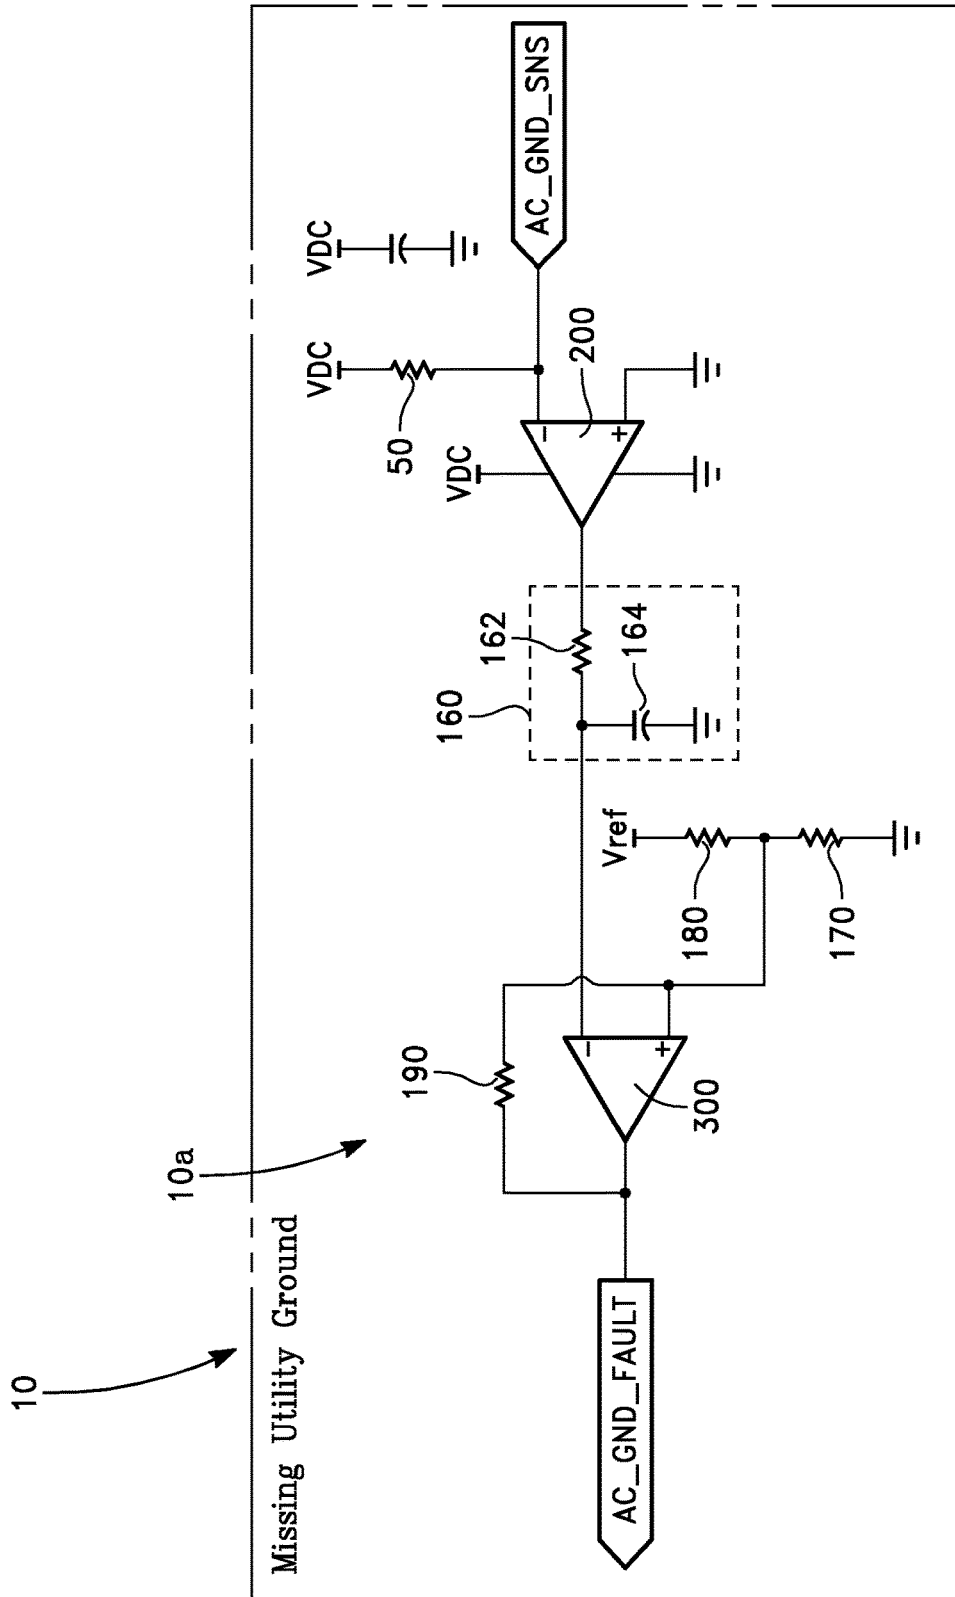 10
Missing Utility Ground
10a
AC_GND_FAULT
190
300
−
+
Vref
180
170
160
162
164
VDC
50
VDC
VDC
−
+
200
AC_GND_SNS